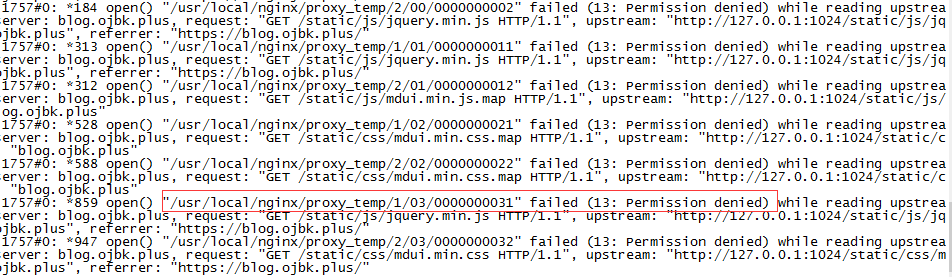 1757#0: *184 open() "/usr/local/nginx/proxy_temp/2/00/0000000002" failed (13: Permission denied) while reading upstrea
server: blog.ojbk.plus, request: "GET /static/js/jquery.min.js HTTP/1.1", upstream: "http://127.0.0.1:1024/static/js/jq
ojbk.plus", referrer: "https://blog.ojbk.plus/"
1757#0: *313 open() "/usr/local/nginx/proxy_temp/1/01/0000000011" failed (13: Permission denied) while reading upstrea
server: blog.ojbk.plus, request: "GET /static/js/jquery.min.js HTTP/1.1", upstream: "http://127.0.0.1:1024/static/js/jq
ojbk.plus", referrer: "https://blog.ojbk.plus/"
1757#0: *312 open() "/usr/local/nginx/proxy_temp/2/01/0000000012" failed (13: Permission denied) while reading upstrea
server: blog.ojbk.plus, request: "GET /static/js/mdui.min.js.map HTTP/1.1", upstream: "http://127.0.0.1:1024/static/js/
og.ojbk.plus"
1757#0: *528 open() "/usr/local/nginx/proxy_temp/1/02/0000000021" failed (13: Permission denied) while reading upstrea
server: blog.ojbk.plus, request: "GET /static/css/mdui.min.css.map HTTP/1.1", upstream: "http://127.0.0.1:1024/static/c
"blog.ojbk.plus"
1757#0: *588 open() "/usr/local/nginx/proxy_temp/2/02/0000000022" failed (13: Permission denied) while reading upstrea
server: blog.ojbk.plus, request: "GET /static/css/mdui.min.css.map HTTP/1.1", upstream: "http://127.0.0.1:1024/static/c
"blog.ojbk.plus"
1757#0: *859 open() "/usr/local/nginx/proxy_temp/1/03/0000000031" failed (13: Permission denied) while reading upstrea
server: blog.ojbk.plus, request: "GET /static/js/jquery.min.js HTTP/1.1", upstream: "http://127.0.0.1:1024/static/js/jq
ojbk.plus", referrer: "https://blog.ojbk.plus/"
1757#0: *947 open() "/usr/local/nginx/proxy_temp/2/03/0000000032" failed (13: Permission denied) while reading upstrea
server: blog.ojbk.plus, request: "GET /static/css/mdui.min.css HTTP/1.1", upstream: "http://127.0.0.1:1024/static/css/m
ojbk.plus", referrer: "https://blog.ojbk.plus/"